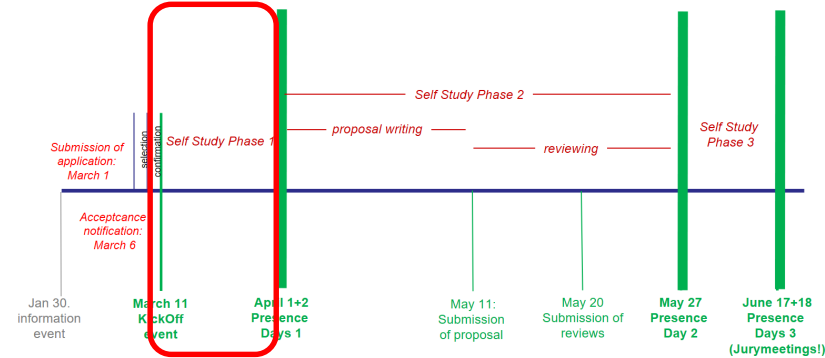 Self Study Phase 2
proposal writing
Self Study
Phase 3
reviewing
Self Study Phase 1
selection
confirmation
Submission of
application:
March 1
Acceptcance
notification:
March 6
Jan 30.
information
event
March 11
KickOff
event
April 1+2
Presence
Days 1
May 11:
Submission
of proposal
May 20
Submission of
reviews
May 27
Presence
Day 2
June 17+18
Presence
Days 3
(Jurymeetings!)